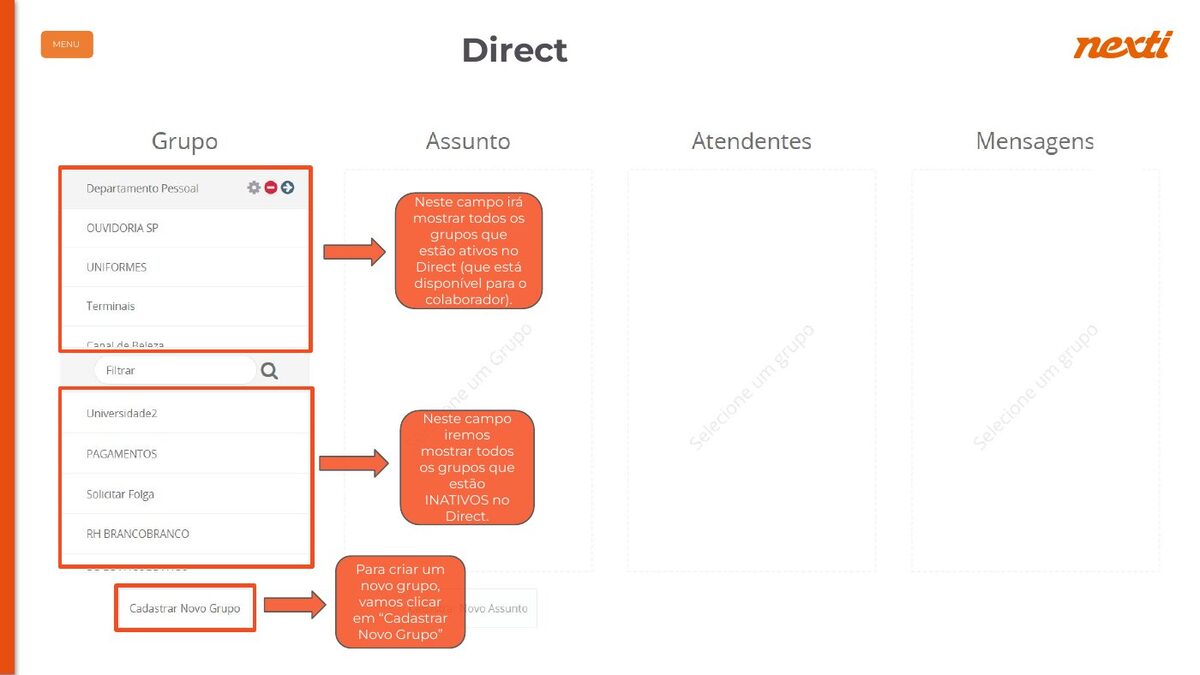 MENU
Direct
nexti
Grupo
Assunto
Atendentes
Mensagens
Departamento Pessoal
OUVIDORIA SP
UNIFORMES
Terminais
Canal de Beleza
Filtrar
Universidade2
PAGAMENTOS
Solicitar Folga
RH BRANCOBRANCO
Cadastrar Novo Grupo
Neste campo irá
mostrar todos os
grupos que
estão ativos no
Direct (que está
disponível para o
colaborador).
Neste campo
iremos
mostrar todos
os grupos que
estão
INATIVOS no
Direct.
Para criar um
novo grupo,
vamos clicar
em “Cadastrar
Novo Grupo”
um Grupo
Novo Assunto
Selecione um grupo
Selecione um grupo